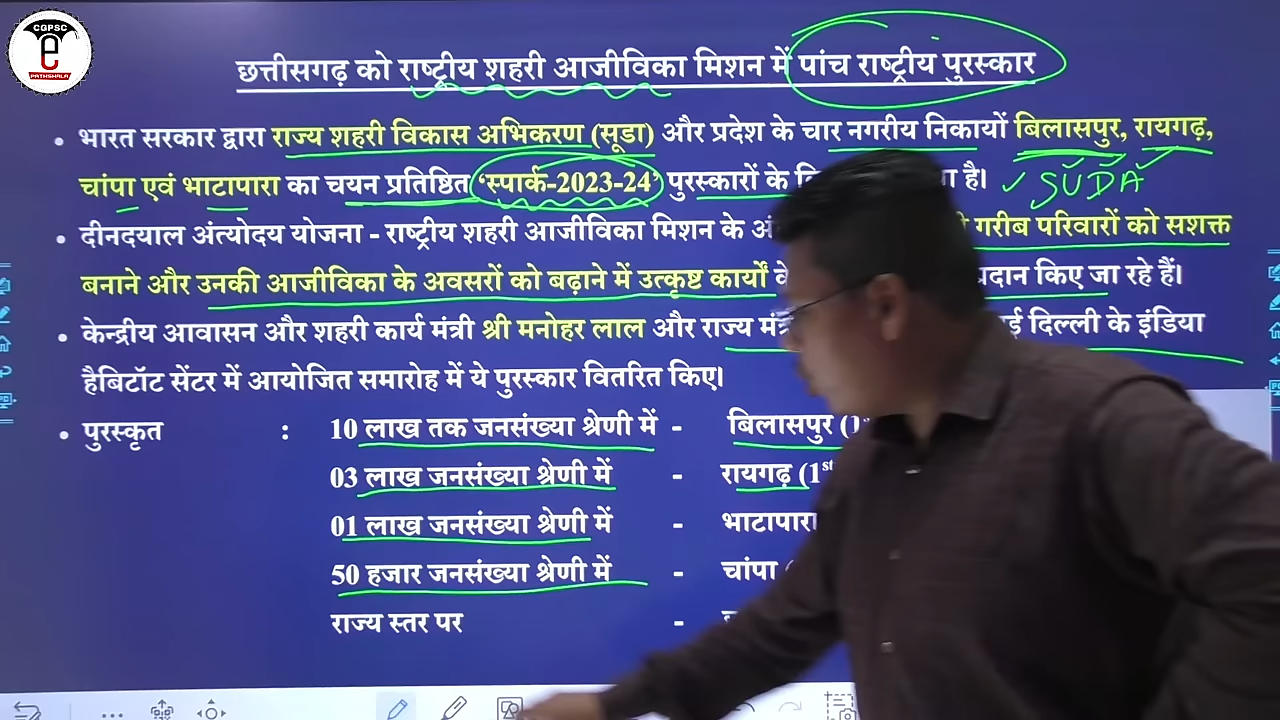 CGPSC
e
PATHSHALA
छत्तीसगढ़ को राष्ट्रीय शहरी आजीविका मिशन में पांच राष्ट्रीय पुरस्कार
• भारत सरकार द्वारा राज्य शहरी विकास अभिकरण (सूडा) और प्रदेश के चार नगरीय निकायों बिलासपुर, रायगढ़,
चांपा एवं भाटापारा का चयन प्रतिष्ठित ‘स्पार्क-2023-24’ पुरस्कारों के है। ✓ SUDA
• दीनदयाल अंत्योदय योजना - राष्ट्रीय शहरी आजीविका मिशन के गरीब परिवारों को सशक्त
बनाने और उनकी आजीविका के अवसरों को बढ़ाने में उत्कृष्ट कार्यों किए जा रहे हैं।
• केन्द्रीय आवासन और शहरी कार्य मंत्री श्री मनोहर लाल और राज्य दिल्ली के इंडिया
हैबिटॉट सेंटर में आयोजित समारोह में ये पुरस्कार वितरित किए।
• पुरस्कृत : 10 लाख तक जनसंख्या श्रेणी में - बिलासपुर
03 लाख जनसंख्या श्रेणी में - रायगढ़ (1st
01 लाख जनसंख्या श्रेणी में - भाटापारा
50 हजार जनसंख्या श्रेणी में - चांपा
राज्य स्तर पर -